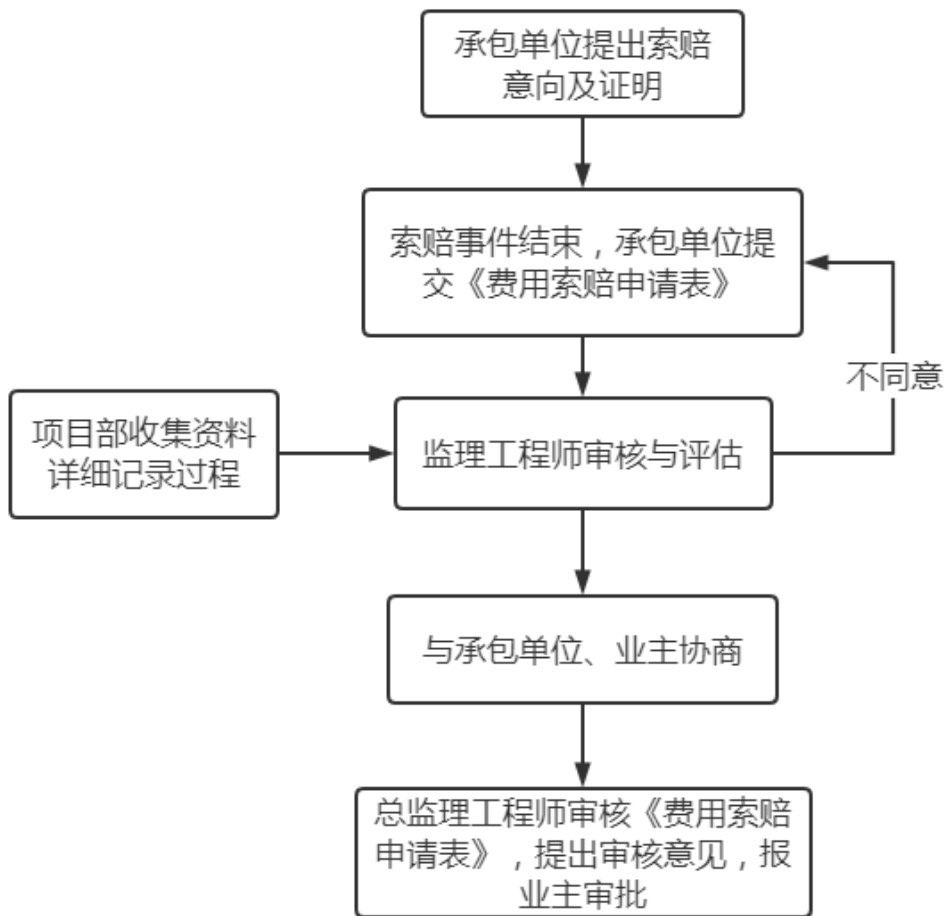 承包单位提出索赔
意向及证明
索赔事件结束，承包单位提
交《费用索赔申请表》
不同意
项目部收集资料
详细记录过程
监理工程师审核与评估
与承包单位、业主协商
总监理工程师审核《费用索赔
申请表》，提出审核意见，报
业主审批